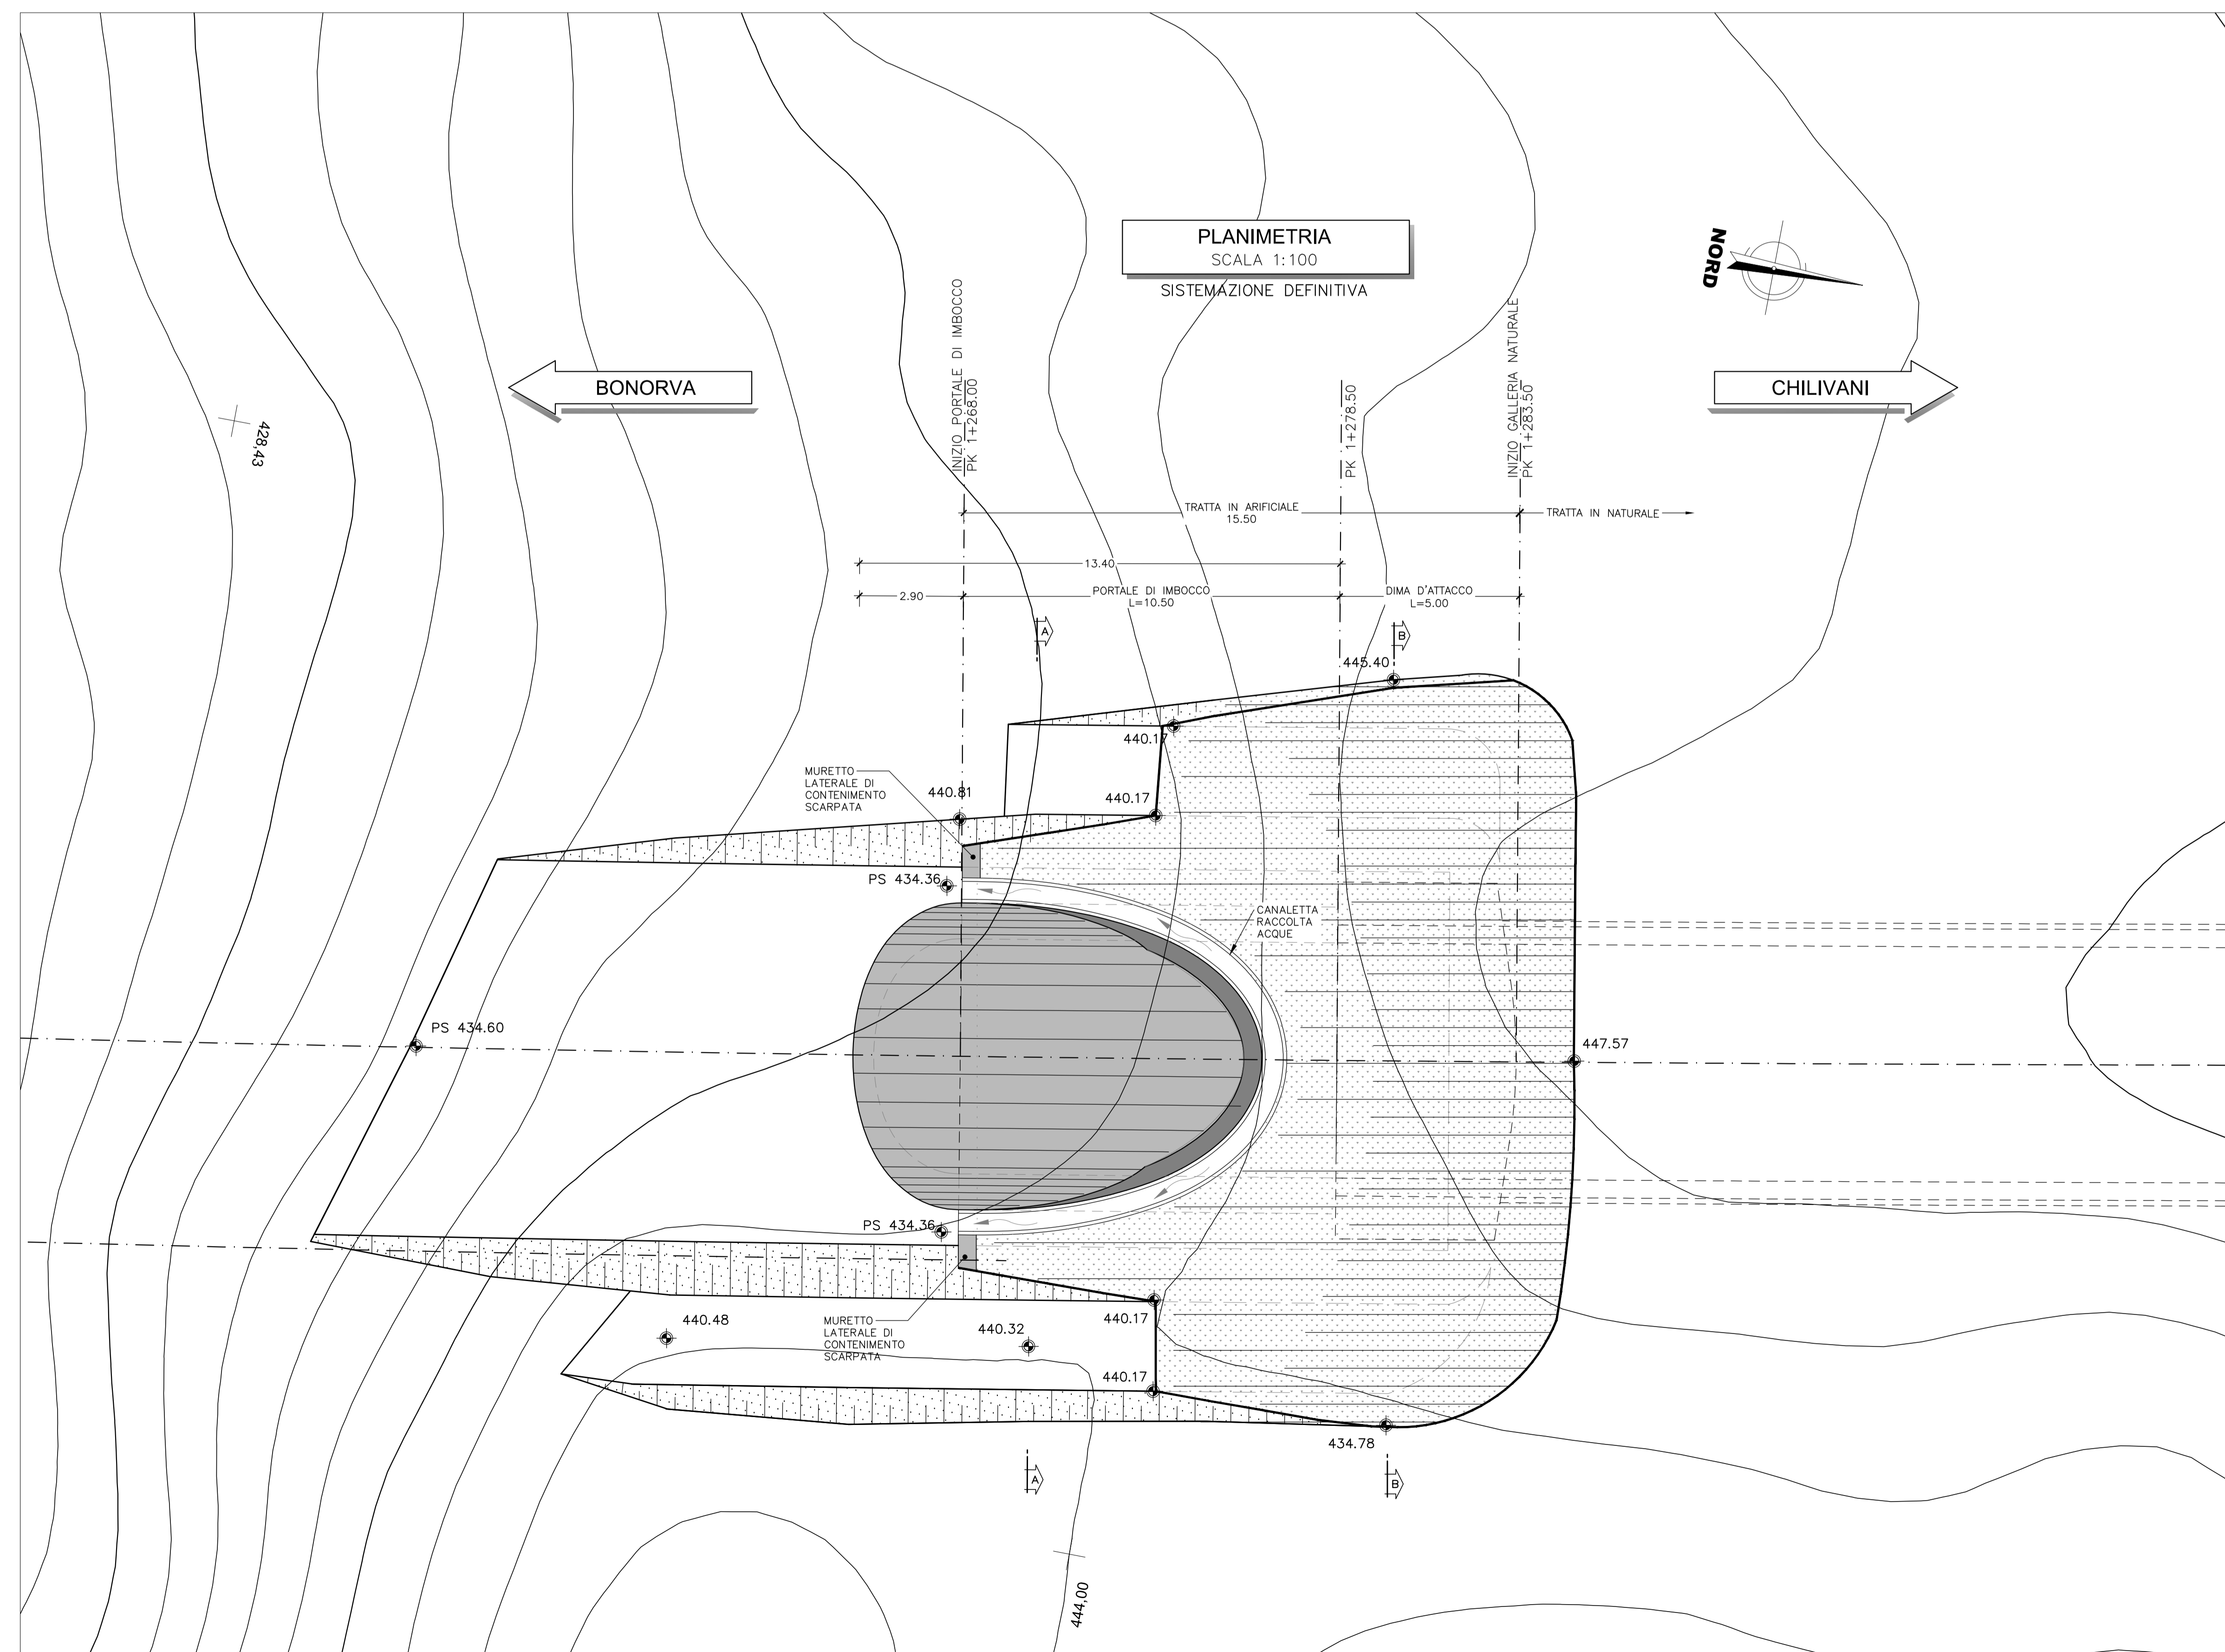 PLANIMETRIA
SCALA 1:100
SISTEMAZIONE DEFINITIVA
NORD
BONORVA
CHILIVANI
428,43
INIZIO PORTALE DI IMBOCCO
PK 1+268.00
PK 1+278.50
INIZIO GALLERIA NATURALE
PK 1+283.50
TRATTA IN ARIFICIALE
15.50
TRATTA IN NATURALE
13.40
2.90
PORTALE DI IMBOCCO
L=10.50
DIMA D'ATTACCO
L=5.00
A
B
445.40
440.17
MURETTO
LATERALE DI
CONTENIMENTO
SCARPATA
440.81
440.17
PS 434.36
CANALETTA
RACCOLTA
ACQUE
PS 434.60
447.57
PS 434.36
440.48
MURETTO
LATERALE DI
CONTENIMENTO
SCARPATA
440.32
440.17
440.17
434.78
A
B
444,00